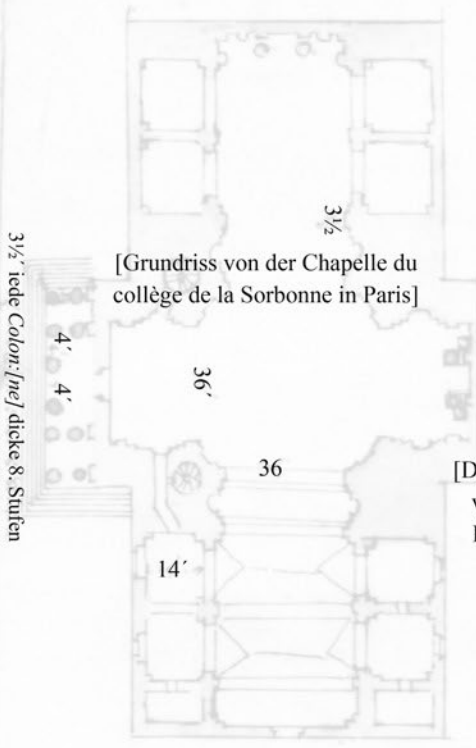 3½
[Grundriss von der Chapelle du
collège de la Sorbonne in Paris]
3½´ iede Colon:[ne] dicke 8. Stufen
4´ 4´
36´
36
[D
14´